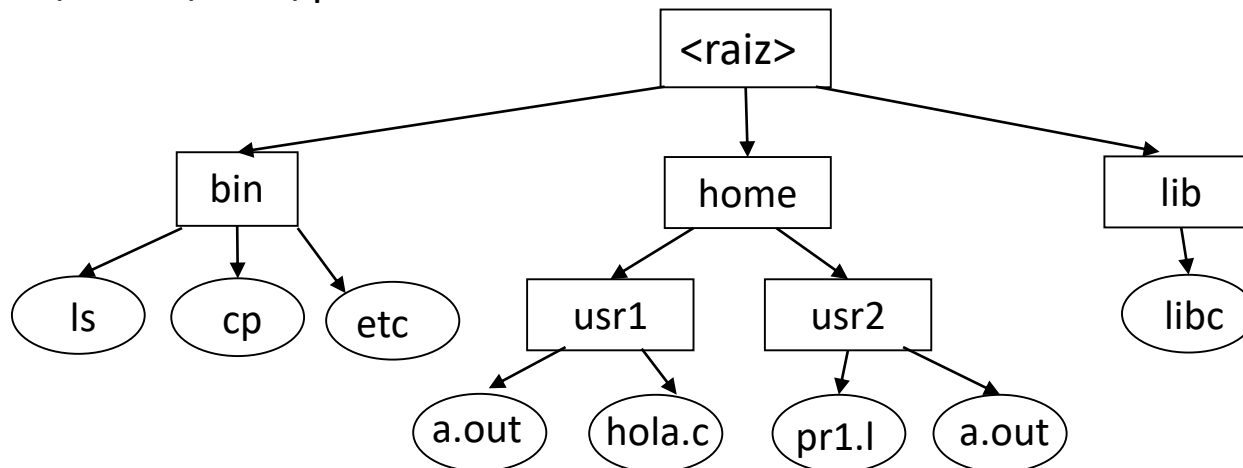 <raiz>
bin
home
lib
ls
cp
etc
usr1
usr2
libc
a.out
hola.c
pr1.l
a.out